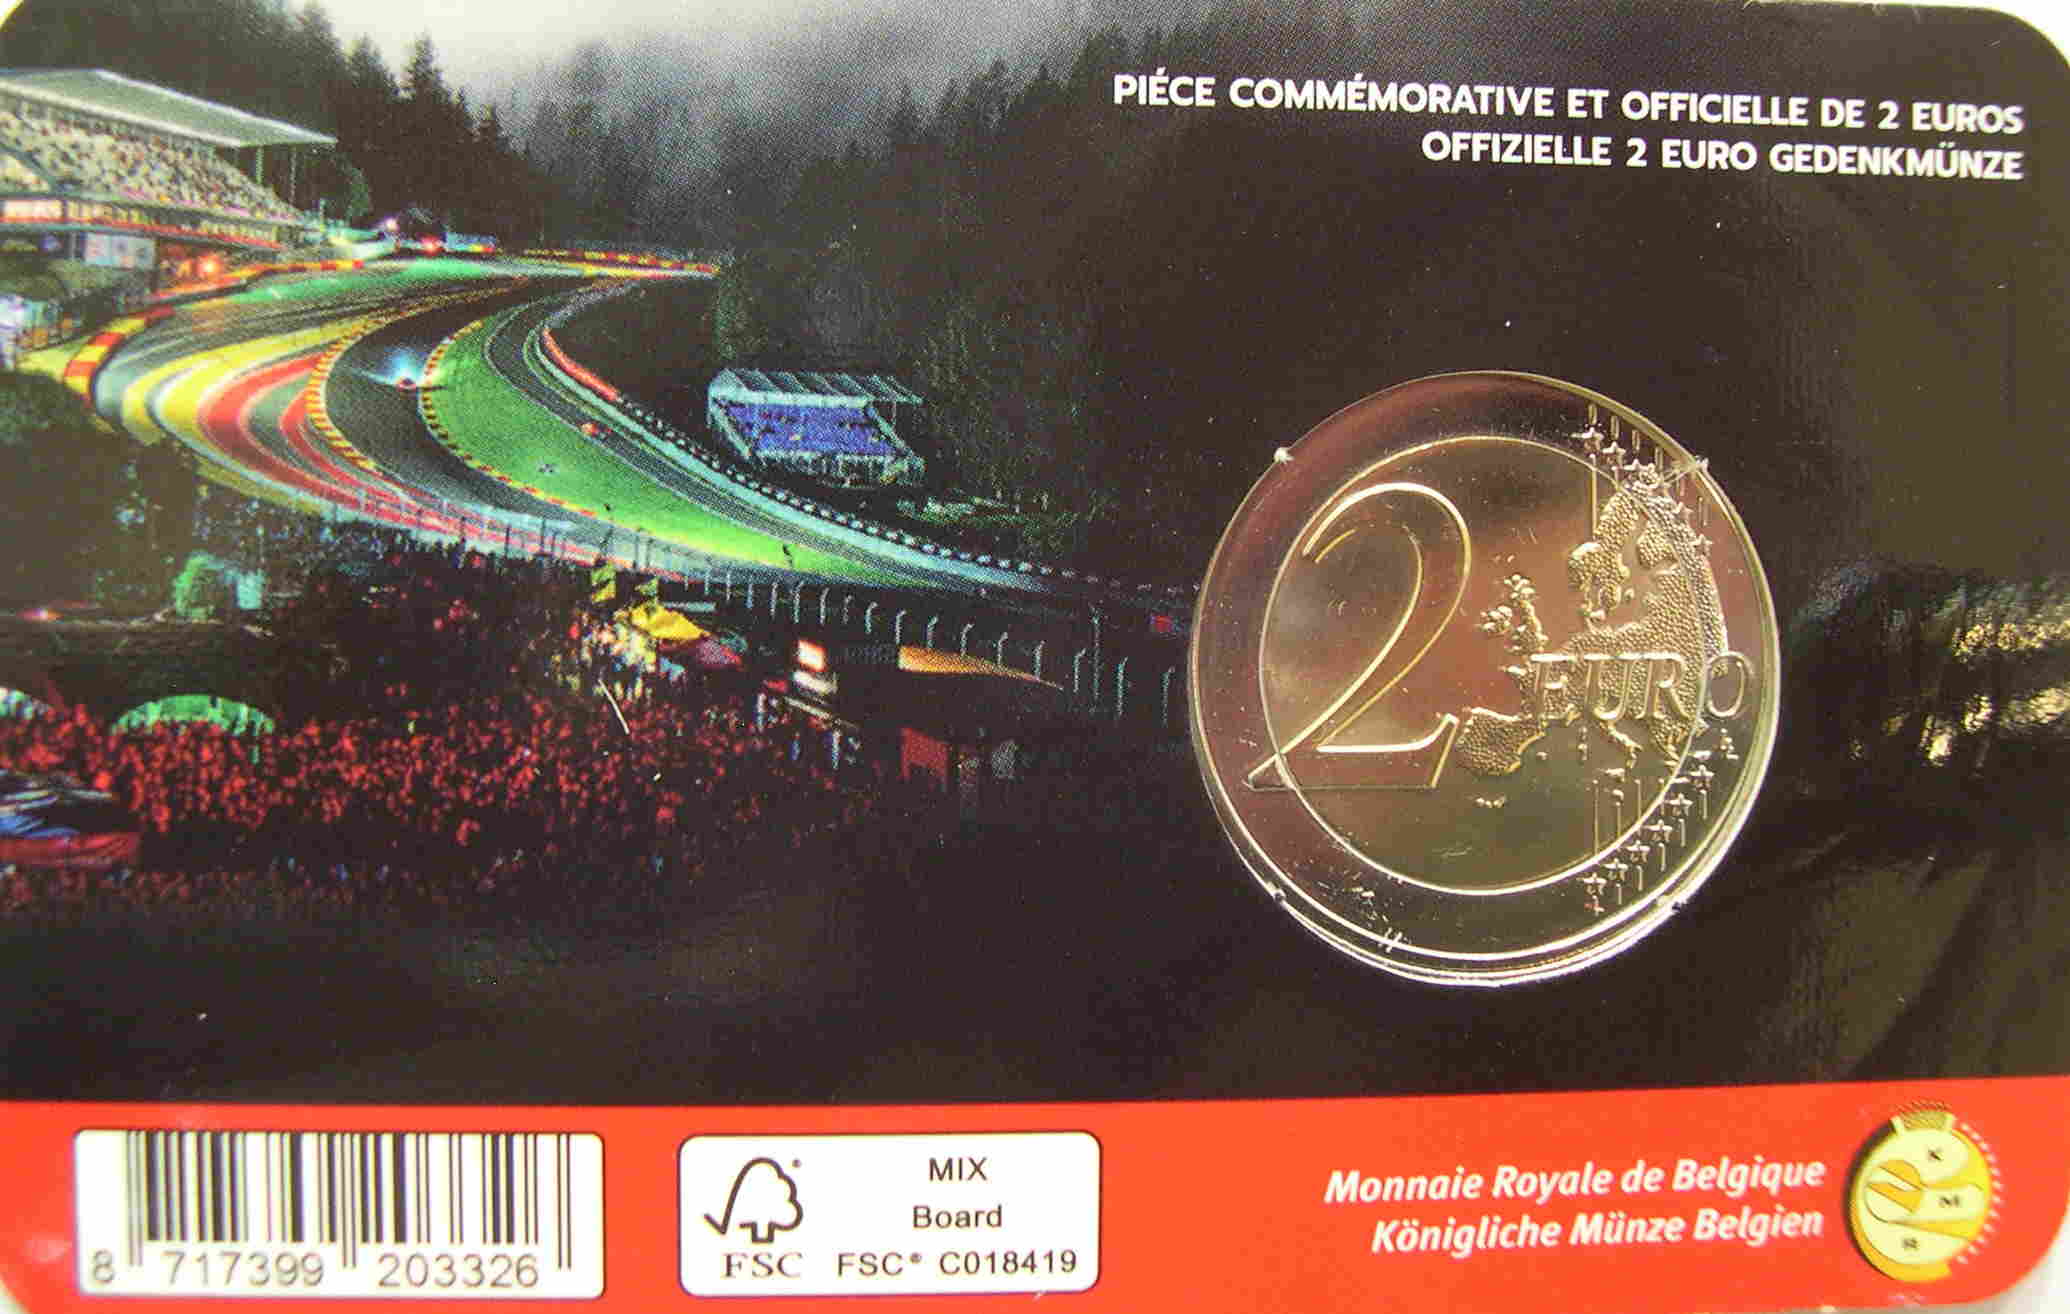 PIÉCE COMMÉMORATIVE ET OFFICIELLE DE 2 EUROS
OFFIZIELLE 2 EURO GEDENKMÜNZE
2 EURO
8 717399 203326
FSC
MIX
Board
FSC® C018419
Monnaie Royale de Belgique
Königliche Münze Belgien
K
M
R